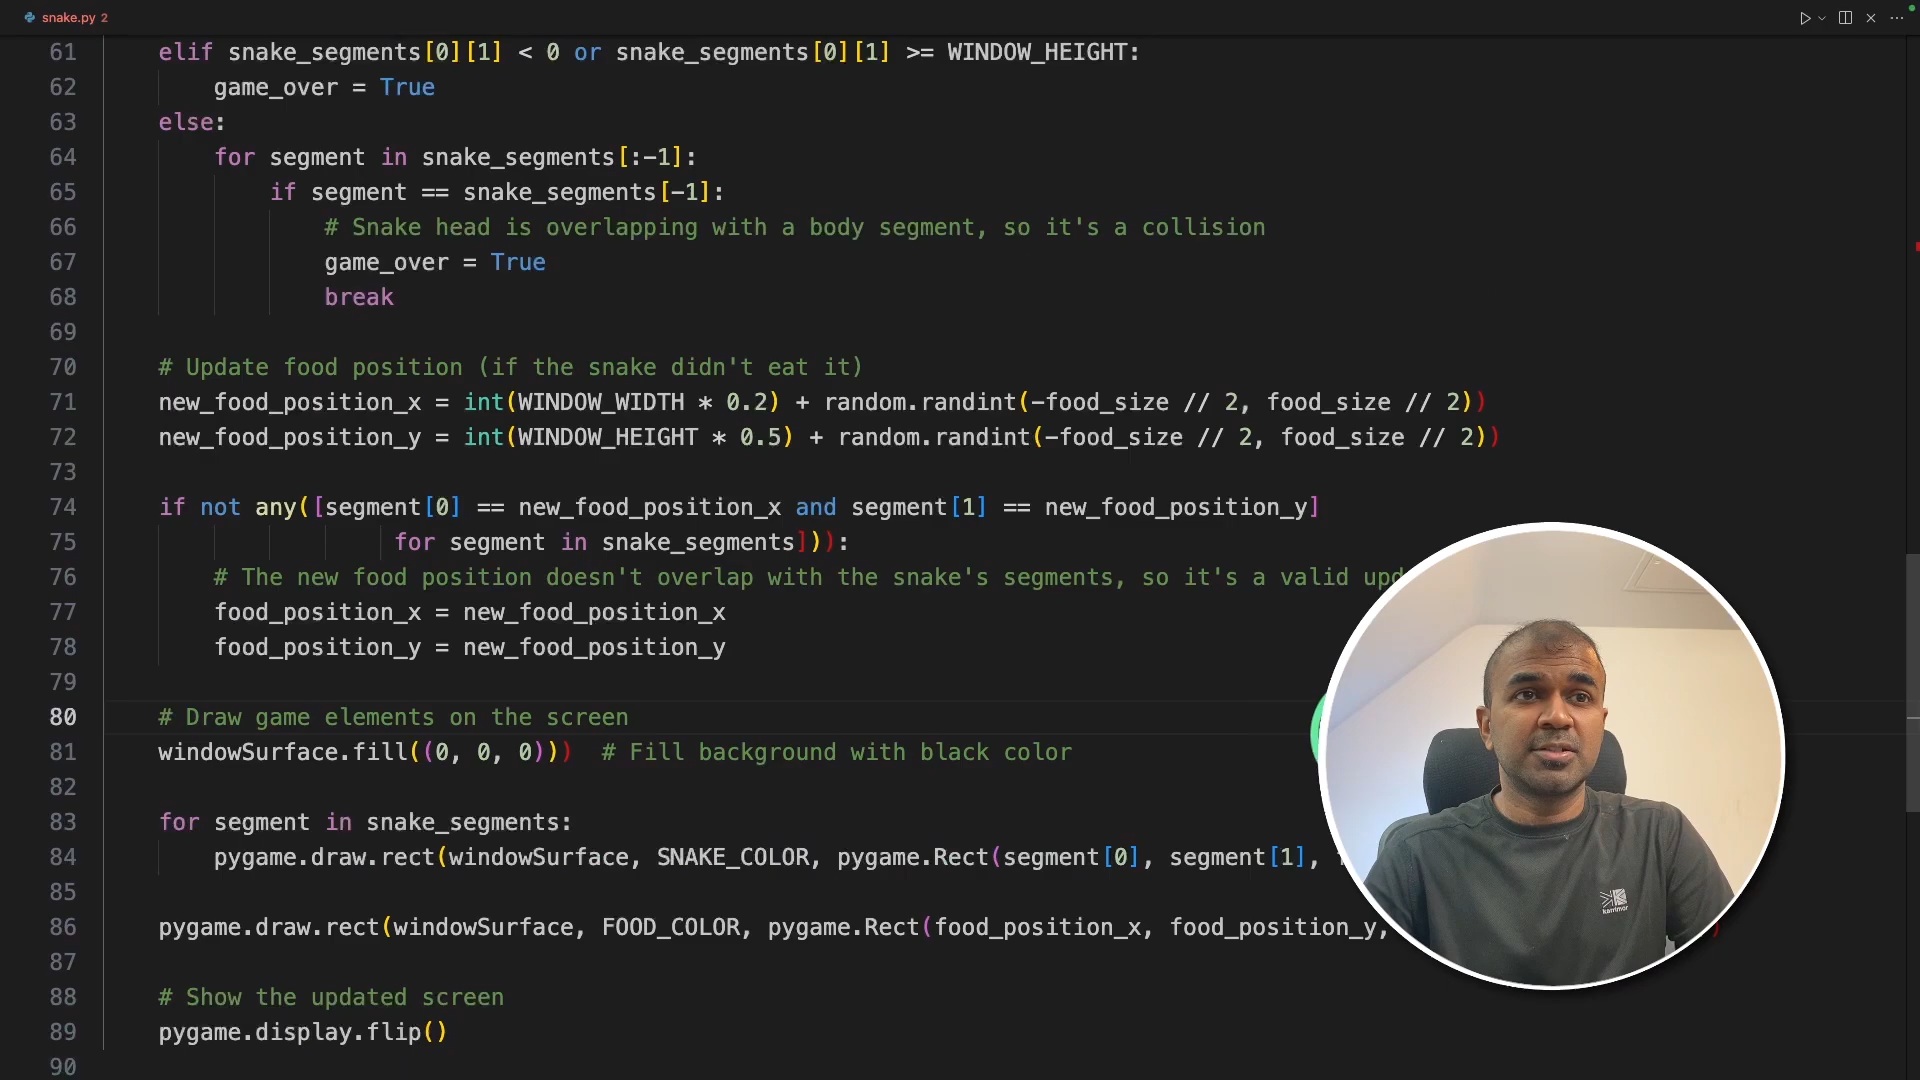 snake.py 2
61 elif snake_segments[0][1] < 0 or snake_segments[0][1] >= WINDOW_HEIGHT:
62 game_over = True
63 else:
64 for segment in snake_segments[:-1]:
65 if segment == snake_segments[-1]:
66 # Snake head is overlapping with a body segment, so it's a collision
67 game_over = True
68 break
69
70 # Update food position (if the snake didn't eat it)
71 new_food_position_x = int(WINDOW_WIDTH * 0.2) + random.randint(-food_size // 2, food_size // 2))
72 new_food_position_y = int(WINDOW_HEIGHT * 0.5) + random.randint(-food_size // 2, food_size // 2))
73
74 if not any([segment[0] == new_food_position_x and segment[1] == new_food_position_y]
75 for segment in snake_segments])):
76 # The new food position doesn't overlap with the snake's segments, so it's a valid
77 food_position_x = new_food_position_x
78 food_position_y = new_food_position_y
79
80 # Draw game elements on the screen
81 windowSurface.fill((0, 0, 0))) # Fill background with black color
82
83 for segment in snake_segments:
84 pygame.draw.rect(windowSurface, SNAKE_COLOR, pygame.Rect(segment[0], segment[1],
85
86 pygame.draw.rect(windowSurface, FOOD_COLOR, pygame.Rect(food_position_x, food_position_y,
87
88 # Show the updated screen
89 pygame.display.flip()
90
karrimor